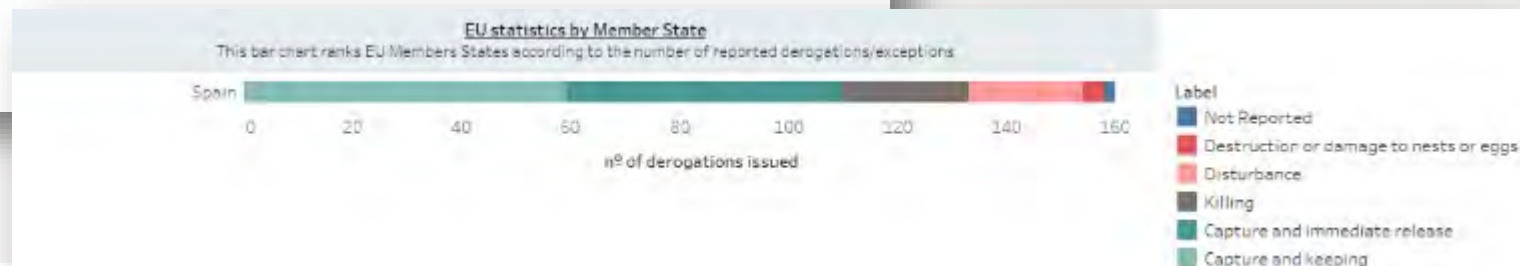 EU statistics by Member State
This bar chart ranks EU Members States according to the number of reported derogations/exceptions
Spain
0 20 40 60 80 100 120 140 160
nº of derogations issued
Label
Not Reported
Destruction or damage to nests or eggs
Disturbance
Killing
Capture and immediate release
Capture and keeping